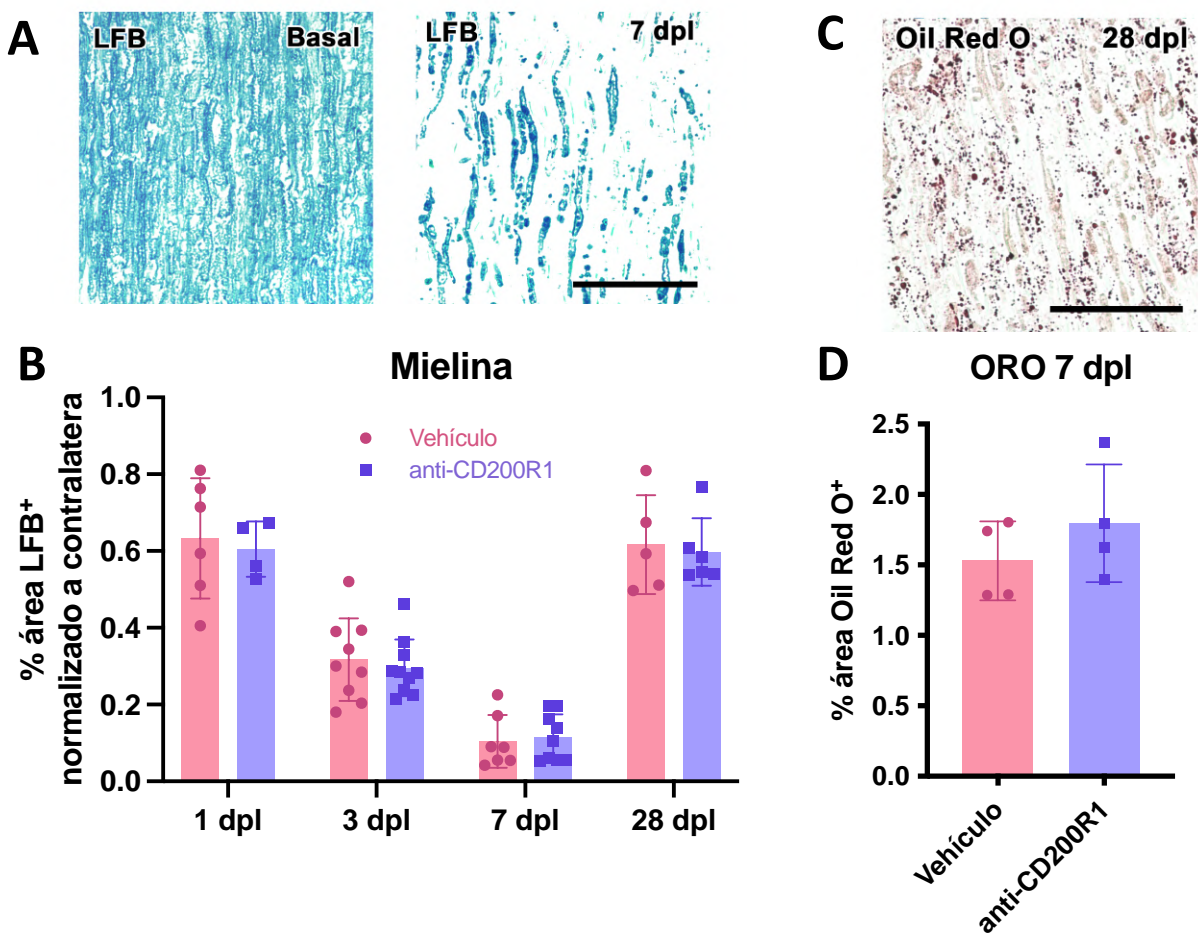 A
LFB Basal
LFB 7 dpl
C
Oil Red O 28 dpl
B
Mielina
% área LFB+
normalizado a contralatera
1.0
0.8
0.6
0.4
0.2
0.0
Vehículo
anti-CD200R1
1 dpl 3 dpl 7 dpl 28 dpl
D
ORO 7 dpl
% área Oil Red O+
2.5
2.0
1.5
1.0
0.5
0.0
Vehículo
anti-CD200R1